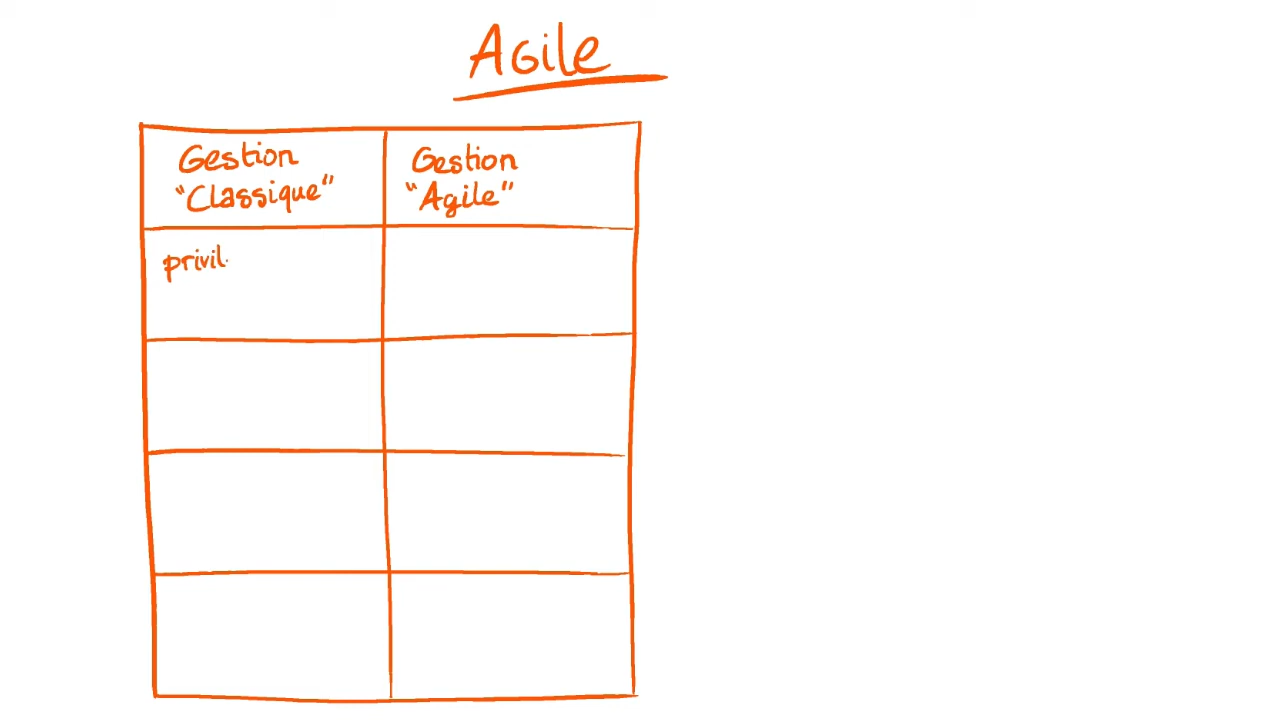 Agile
Gestion
"Classique"
Gestion
"Agile"
privil